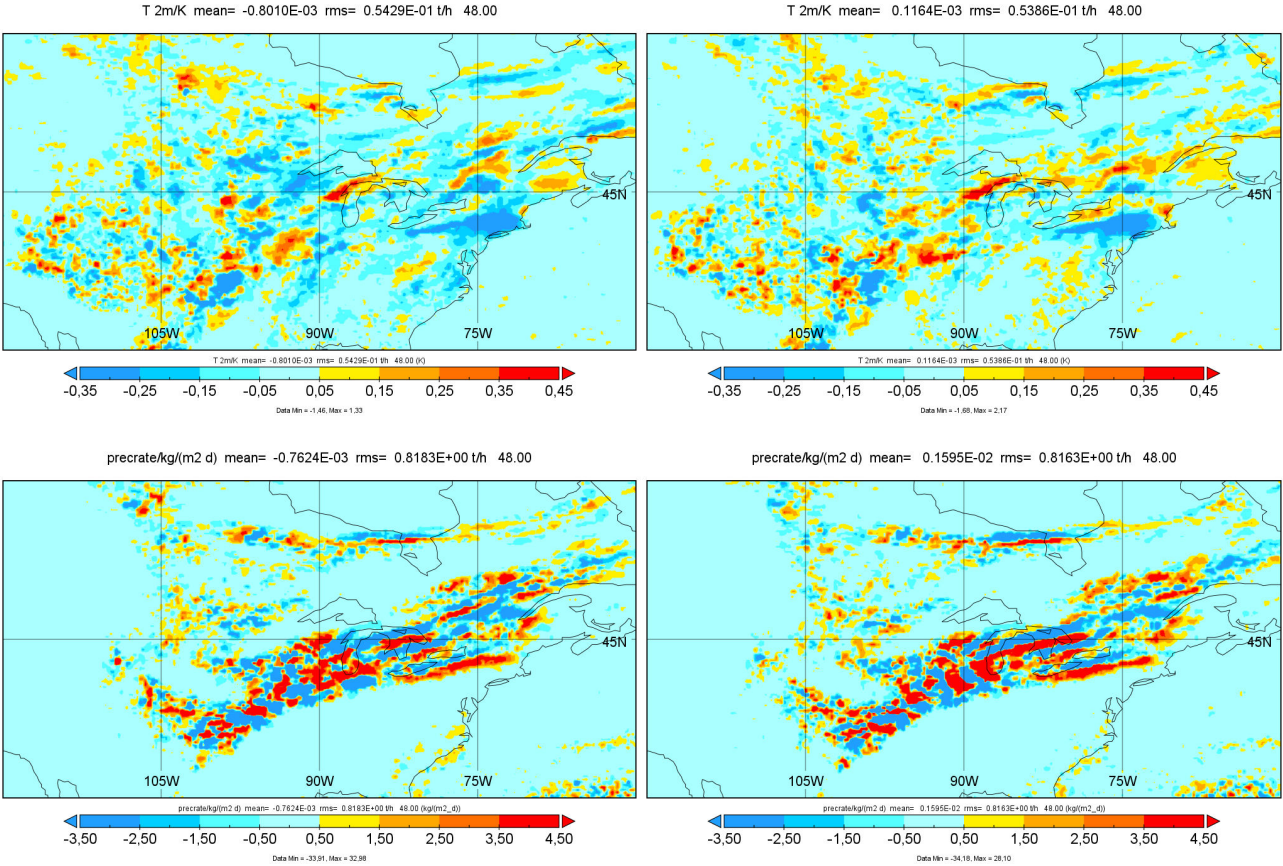 T 2m/K mean= -0.8010E-03 rms= 0.5429E-01 t/h 48.00
T 2m/K mean= 0.1164E-03 rms= 0.5386E-01 t/h 48.00
45N
45N
105W 90W 75W
105W 90W 75W
T 2m/K mean= -0.8010E-03 rms= 0.5429E-01 t/h 48.00 (K)
T 2m/K mean= 0.1164E-03 rms= 0.5386E-01 t/h 48.00 (K)
-0,35 -0,25 -0,15 -0,05 0,05 0,15 0,25 0,35 0,45
-0,35 -0,25 -0,15 -0,05 0,05 0,15 0,25 0,35 0,45
Data Min = -1,46, Max = 1,33
Data Min = -1,68, Max = 2,17
precrate/kg/(m2 d) mean= -0.7624E-03 rms= 0.8183E+00 t/h 48.00
precrate/kg/(m2 d) mean= 0.1595E-02 rms= 0.8163E+00 t/h 48.00
45N
45N
105W 90W 75W
105W 90W 75W
precrate/kg/(m2 d) mean= -0.7624E-03 rms= 0.8183E+00 t/h 48.00 (kg/(m2_d))
precrate/kg/(m2 d) mean= 0.1595E-02 rms= 0.8163E+00 t/h 48.00 (kg/(m2_d))
-3,50 -2,50 -1,50 -0,50 0,50 1,50 2,50 3,50 4,50
-3,50 -2,50 -1,50 -0,50 0,50 1,50 2,50 3,50 4,50
Data Min = -33,91, Max = 32,98
Data Min = -34,18, Max = 28,10